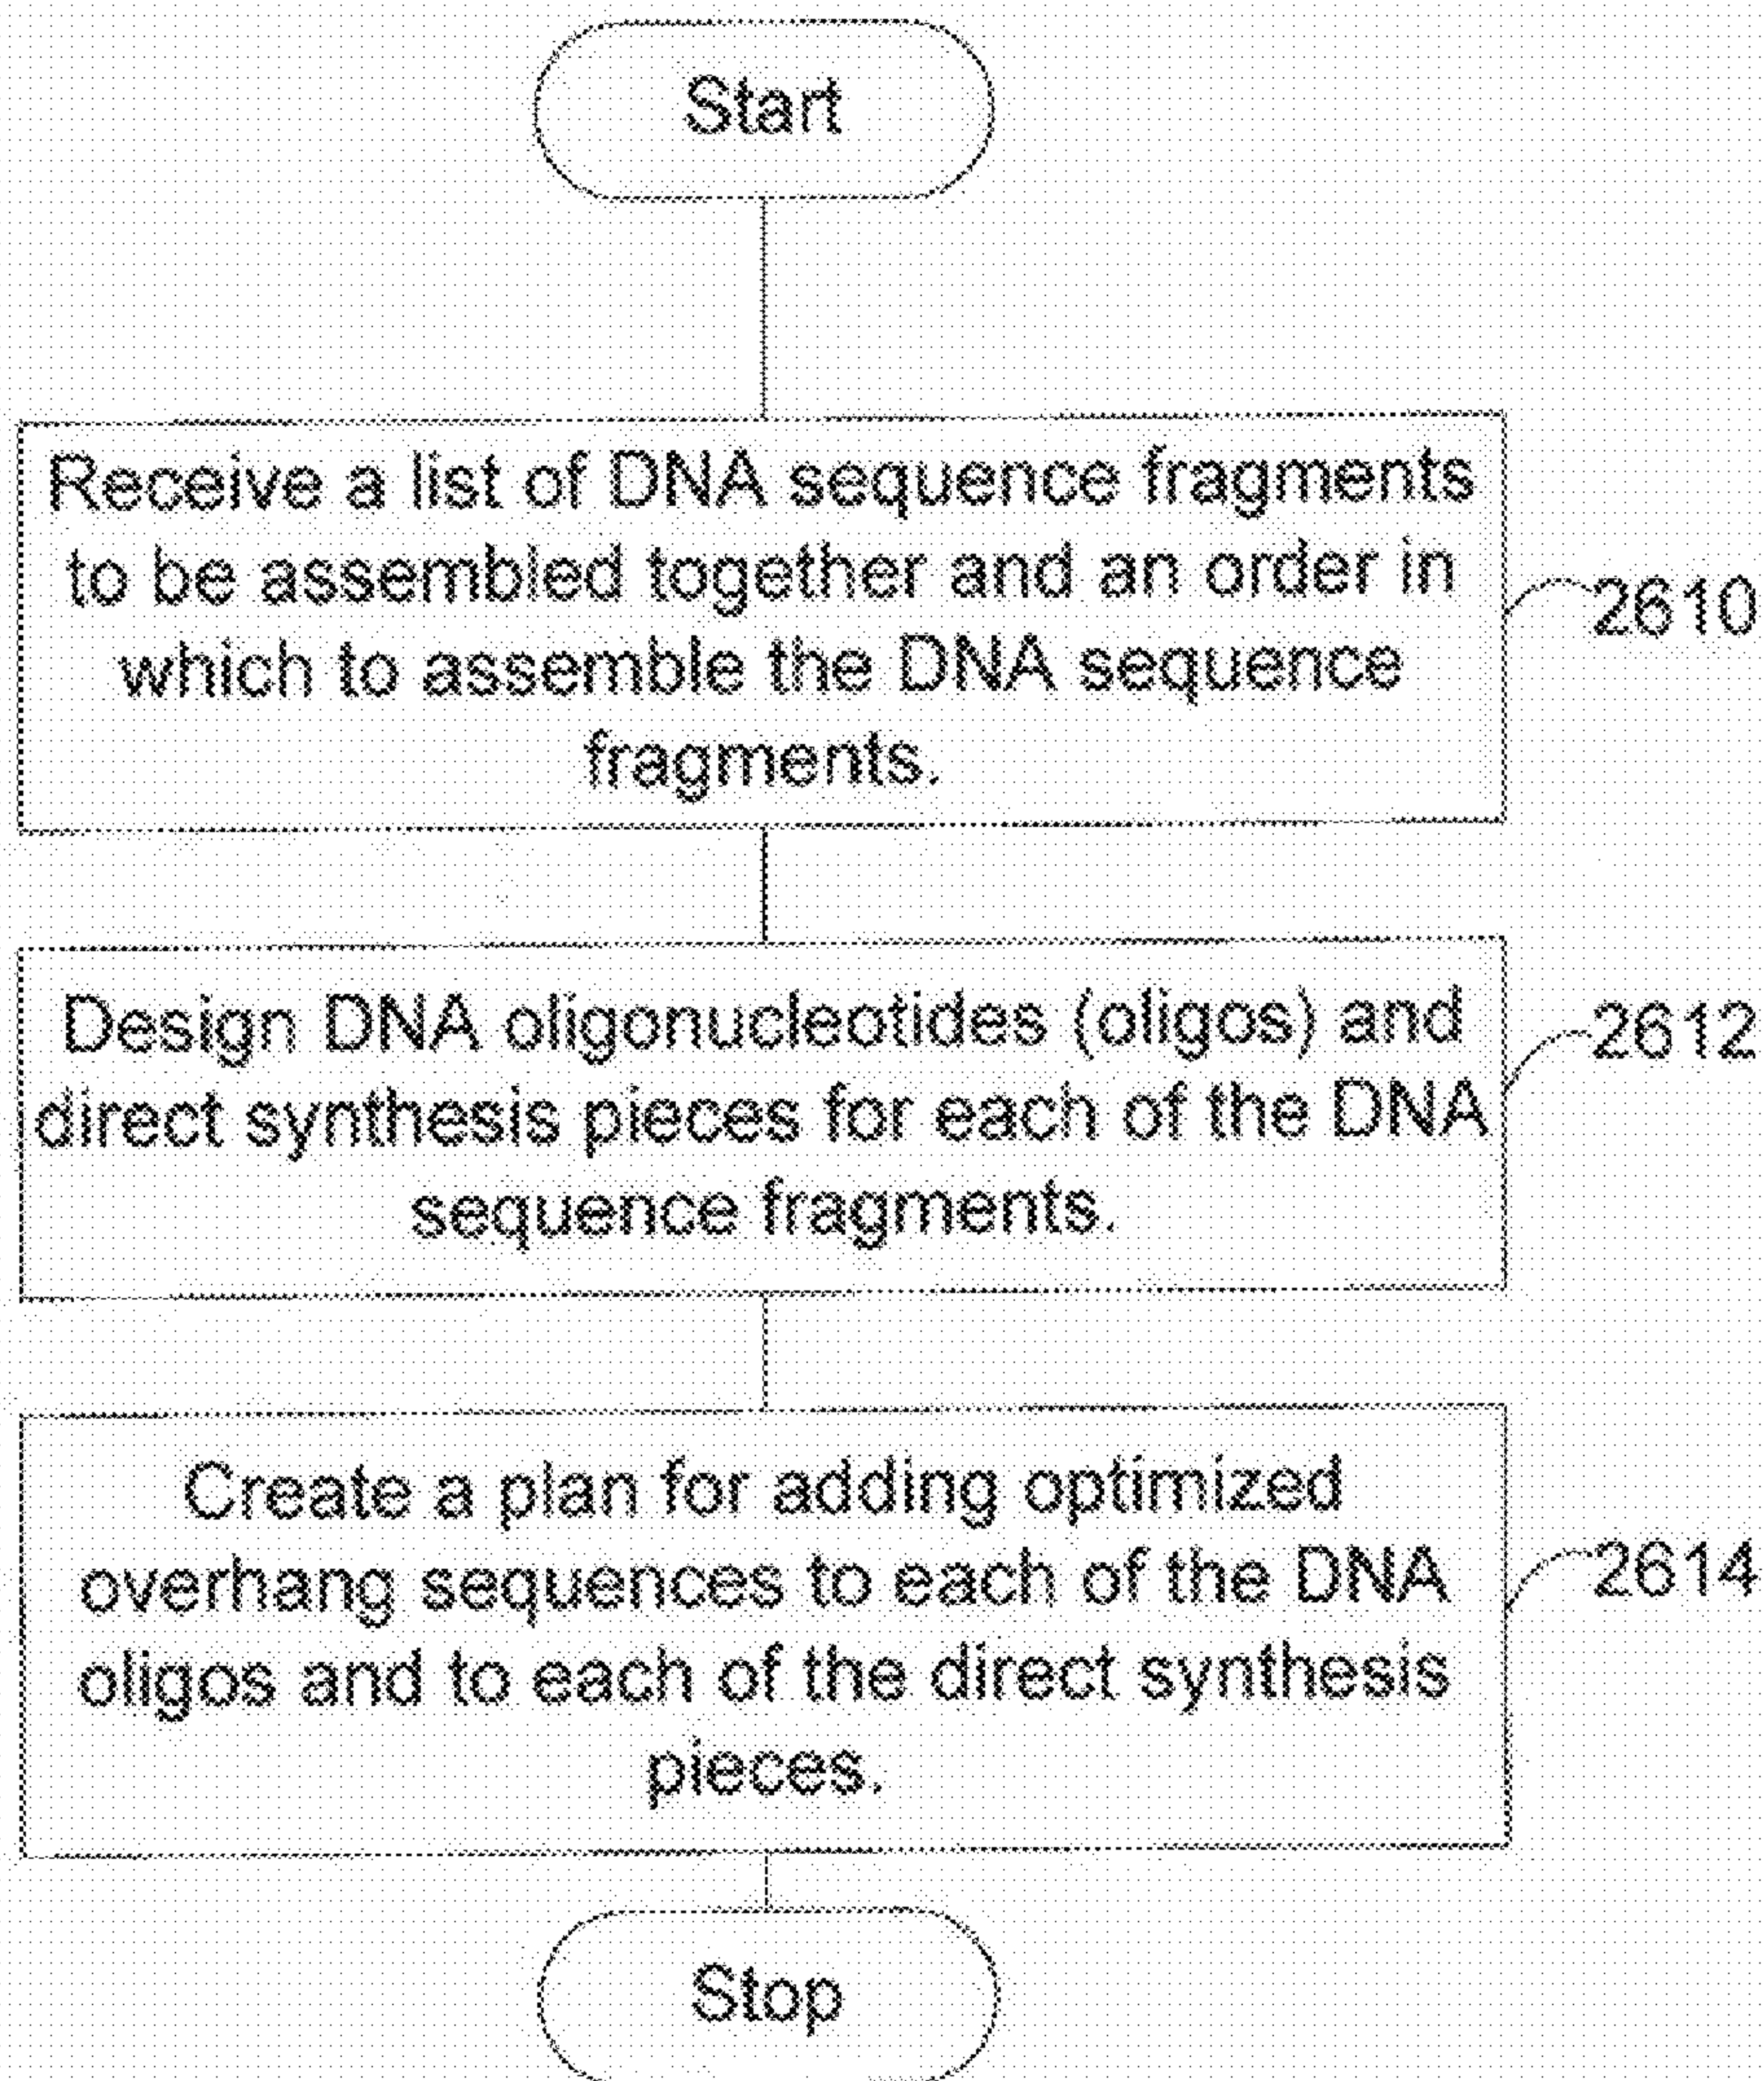 Start
Receive a list of DNA sequence fragments
to be assembled together and an order in
which to assemble the DNA sequence
fragments.
2610
Design DNA oligonucleotides (oligos) and
direct synthesis pieces for each of the DNA
sequence fragments.
2612
Create a plan for adding optimized
overhang sequences to each of the DNA
oligos and to each of the direct synthesis
pieces.
2614
Stop